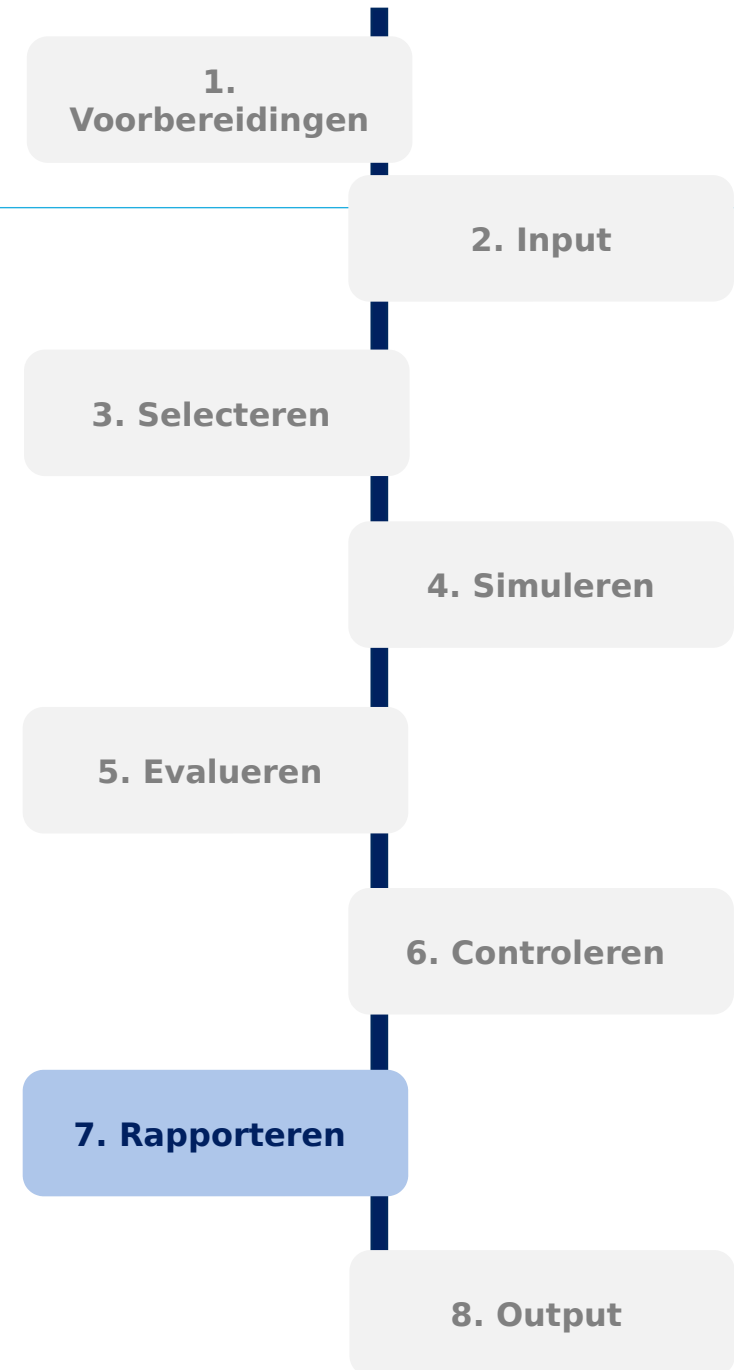 1.
Voorbereidingen
2. Input
3. Selecteren
4. Simuleren
5. Evalueren
6. Controleren
7. Rapporteren
8. Output